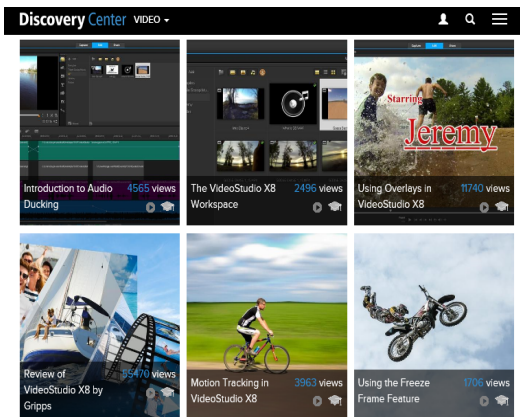 Discovery Center VIDEO
Introduction to Audio Ducking
4565 views
The VideoStudio X8 Workspace
2496 views
Starring
Jeremy
Using Overlays in VideoStudio X8
11740 views
Review of VideoStudio X8 by Gripps
55470 views
Motion Tracking in VideoStudio X8
3963 views
Using the Freeze Frame Feature
1706 views